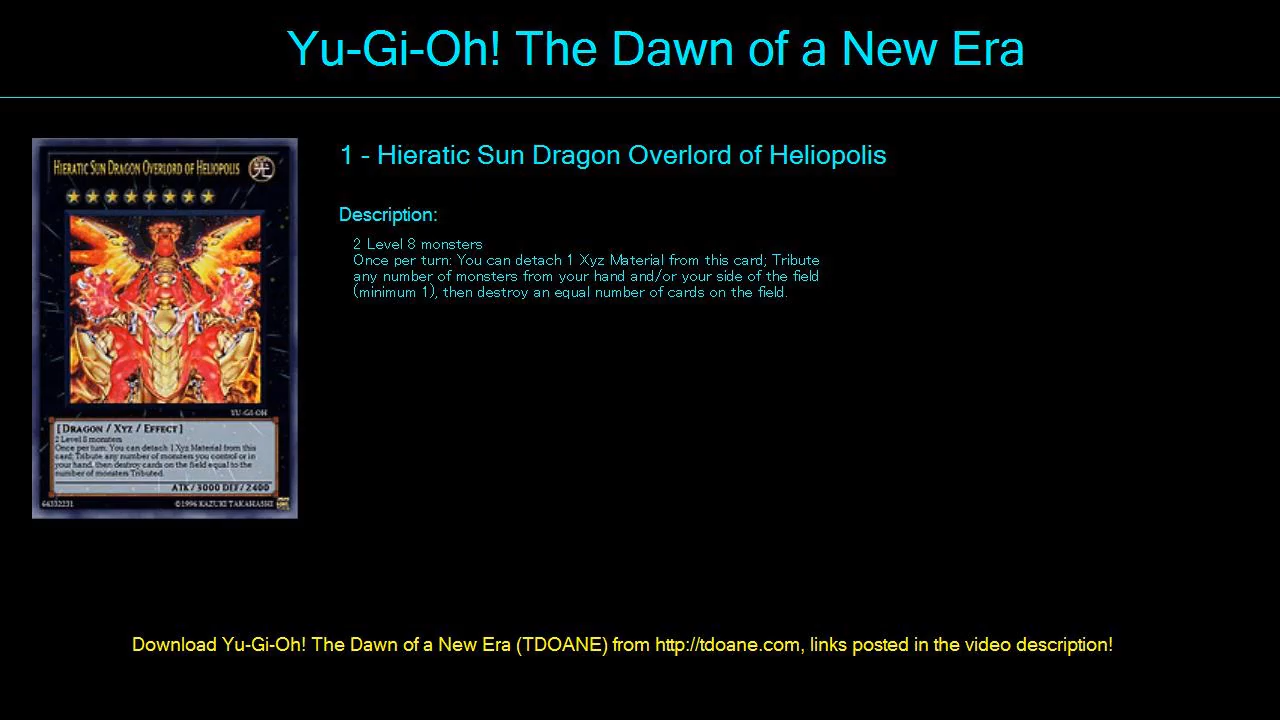 Yu-Gi-Oh! The Dawn of a New Era
1 - Hieratic Sun Dragon Overlord of Heliopolis
Description:
2 Level 8 monsters
Once per turn: You can detach 1 Xyz Material from this card; Tribute
any number of monsters from your hand and/or your side of the field
(minimum 1), then destroy an equal number of cards on the field.
HIERATIC SUN DRAGON OVERLORD OF HELIOPOLIS
光
YU-GI-OH
[DRAGON / XYZ / EFFECT]
2 Level 8 monsters
Once per turn: You can detach 1 Xyz Material from this
card; Tribute any number of monsters you control or in
your hand, then destroy cards on the field equal to the
number of monsters Tributed.
ATK / 3000 DEF / 2400
64332231 ©1996 KAZUKI TAKAHASHI
Download Yu-Gi-Oh! The Dawn of a New Era (TDOANE) from http://tdoane.com, links posted in the video description!